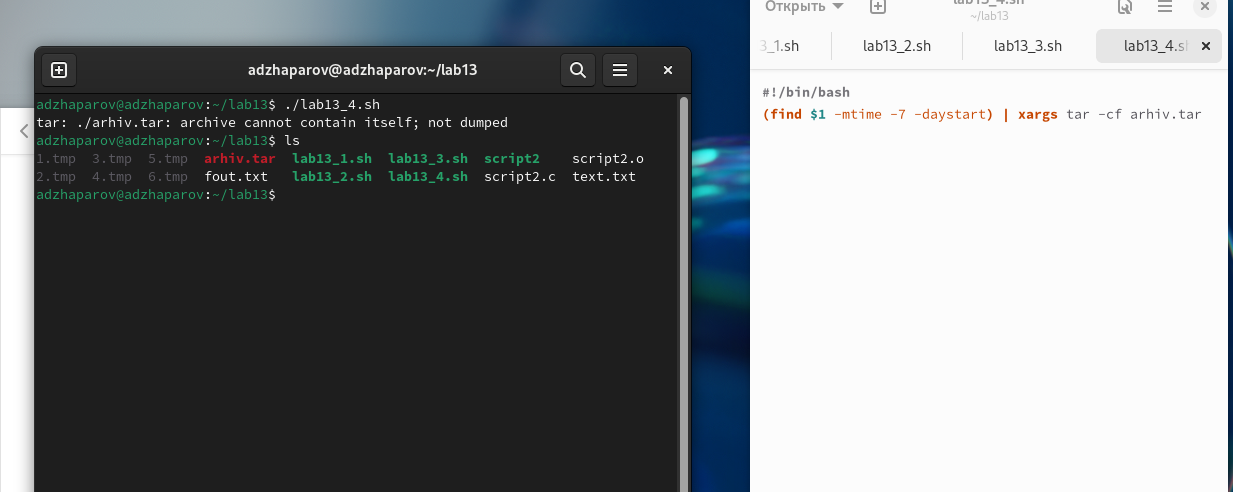 adzhaparov@adzhaparov:~/lab13
adzhaparov@adzhaparov:~/lab13$ ./lab13_4.sh
tar: ./arhiv.tar: archive cannot contain itself; not dumped
adzhaparov@adzhaparov:~/lab13$ ls
1.tmp 3.tmp 5.tmp arhiv.tar lab13_1.sh lab13_3.sh script2 script2.o
2.tmp 4.tmp 6.tmp fout.txt lab13_2.sh lab13_4.sh script2.c text.txt
adzhaparov@adzhaparov:~/lab13$
Открыть
lab13_4.sh
~/lab13
3_1.sh lab13_2.sh lab13_3.sh lab13_4.sh
#!/bin/bash
(find $1 -mtime -7 -daystart) | xargs tar -cf arhiv.tar